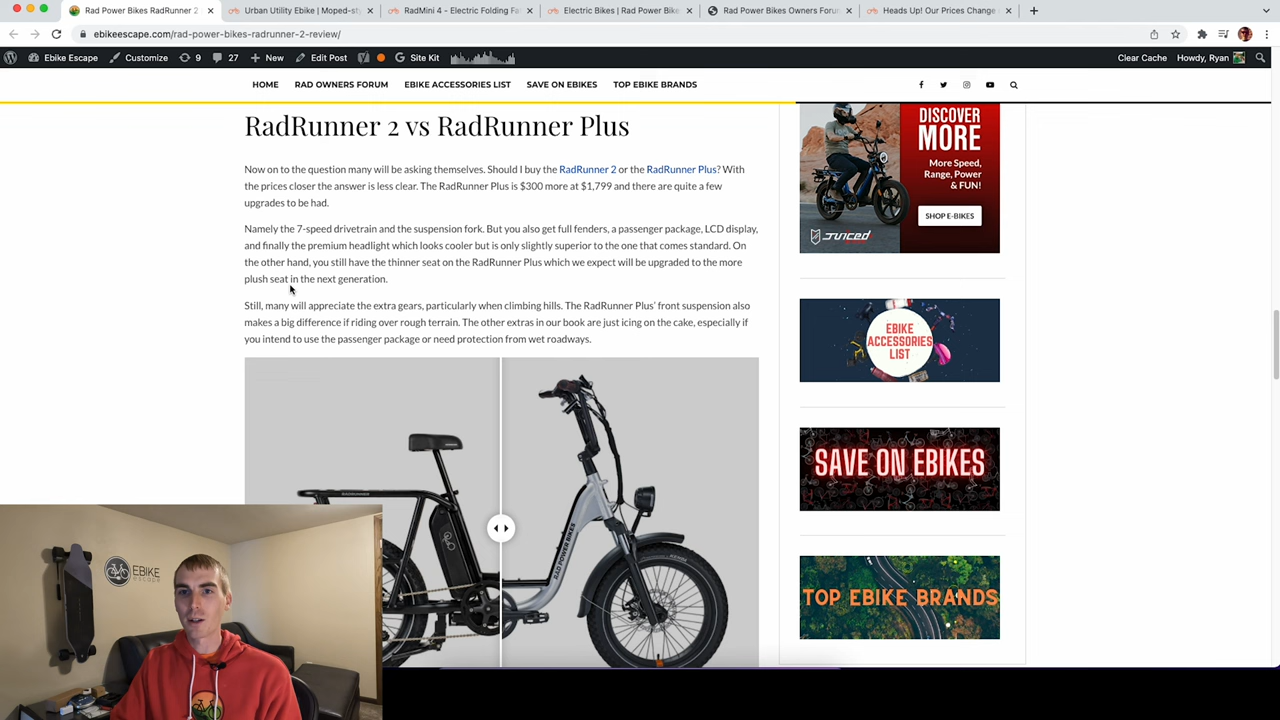 Rad Power Bikes RadRunner 2
Urban Utility Ebike | Moped-st
RadMini 4 - Electric Folding Fa
Electric Bikes | Rad Power Bike
Rad Power Bikes Owners Forum
Heads Up! Our Prices Change
ebikeescape.com/rad-power-bikes-radrunner-2-review/
Ebike Escape Customize 9 27 New Edit Post Site Kit Clear Cache Howdy, Ryan
HOME RAD OWNERS FORUM EBIKE ACCESSORIES LIST SAVE ON EBIKES TOP EBIKE BRANDS
RadRunner 2 vs RadRunner Plus
Now on to the question many will be asking themselves. Should I buy the RadRunner 2 or the RadRunner Plus? With
the prices closer the answer is less clear. The RadRunner Plus is $300 more at $1,799 and there are quite a few
upgrades to be had.
Namely the 7-speed drivetrain and the suspension fork. But you also get full fenders, a passenger package, LCD display,
and finally the premium headlight which looks cooler but is only slightly superior to the one that comes standard. On
the other hand, you still have the thinner seat on the RadRunner Plus which we expect will be upgraded to the more
plush seat in the next generation.
Still, many will appreciate the extra gears, particularly when climbing hills. The RadRunner Plus' front suspension also
makes a big difference if riding over rough terrain. The other extras in our book are just icing on the cake, especially if
you intend to use the passenger package or need protection from wet roadways.
RADRUNNER
RAD POWER BIKES
DISCOVER
MORE
More Speed,
Range, Power
& FUN!
SHOP E-BIKES
JUICED
EBIKE
ACCESSORIES
LIST
SAVE ON EBIKES
TOP EBIKE BRANDS
EBIKE
escape